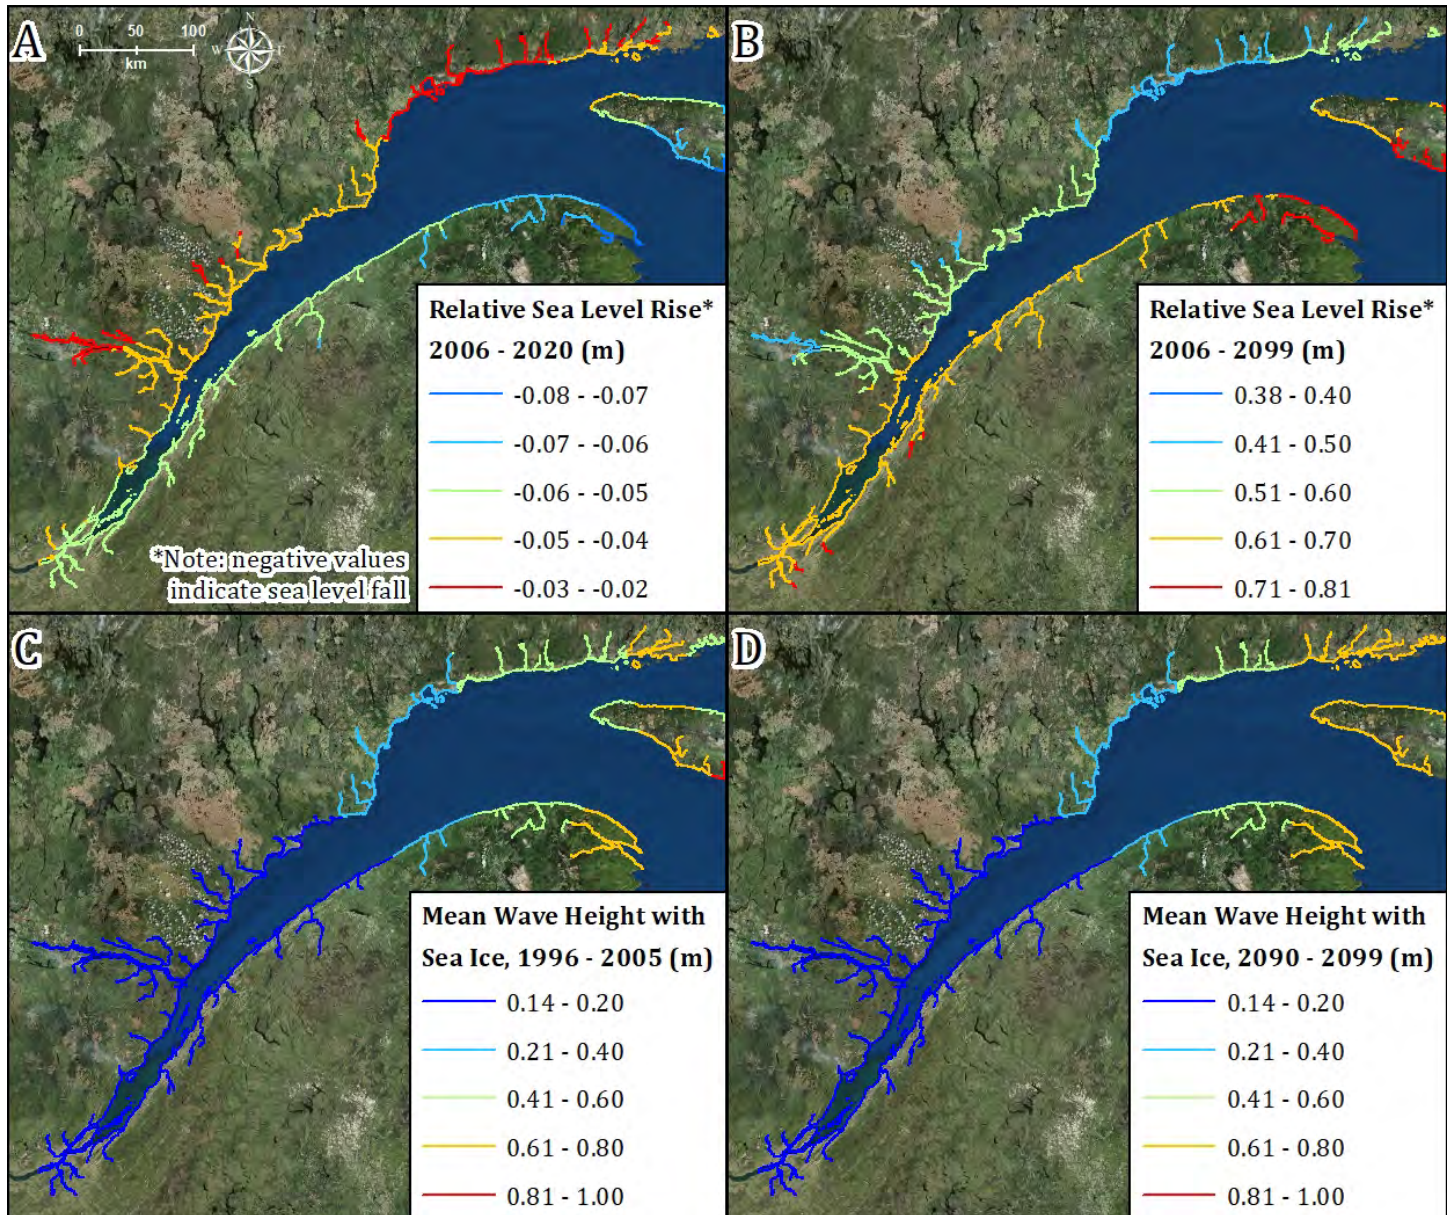 A
0 50 100
km
N
W E
S
Relative Sea Level Rise*
2006 - 2020 (m)
-0.08 - -0.07
-0.07 - -0.06
-0.06 - -0.05
-0.05 - -0.04
-0.03 - -0.02
*Note: negative values
indicate sea level fall
B
Relative Sea Level Rise*
2006 - 2099 (m)
0.38 - 0.40
0.41 - 0.50
0.51 - 0.60
0.61 - 0.70
0.71 - 0.81
C
Mean Wave Height with
Sea Ice, 1996 - 2005 (m)
0.14 - 0.20
0.21 - 0.40
0.41 - 0.60
0.61 - 0.80
0.81 - 1.00
D
Mean Wave Height with
Sea Ice, 2090 - 2099 (m)
0.14 - 0.20
0.21 - 0.40
0.41 - 0.60
0.61 - 0.80
0.81 - 1.00